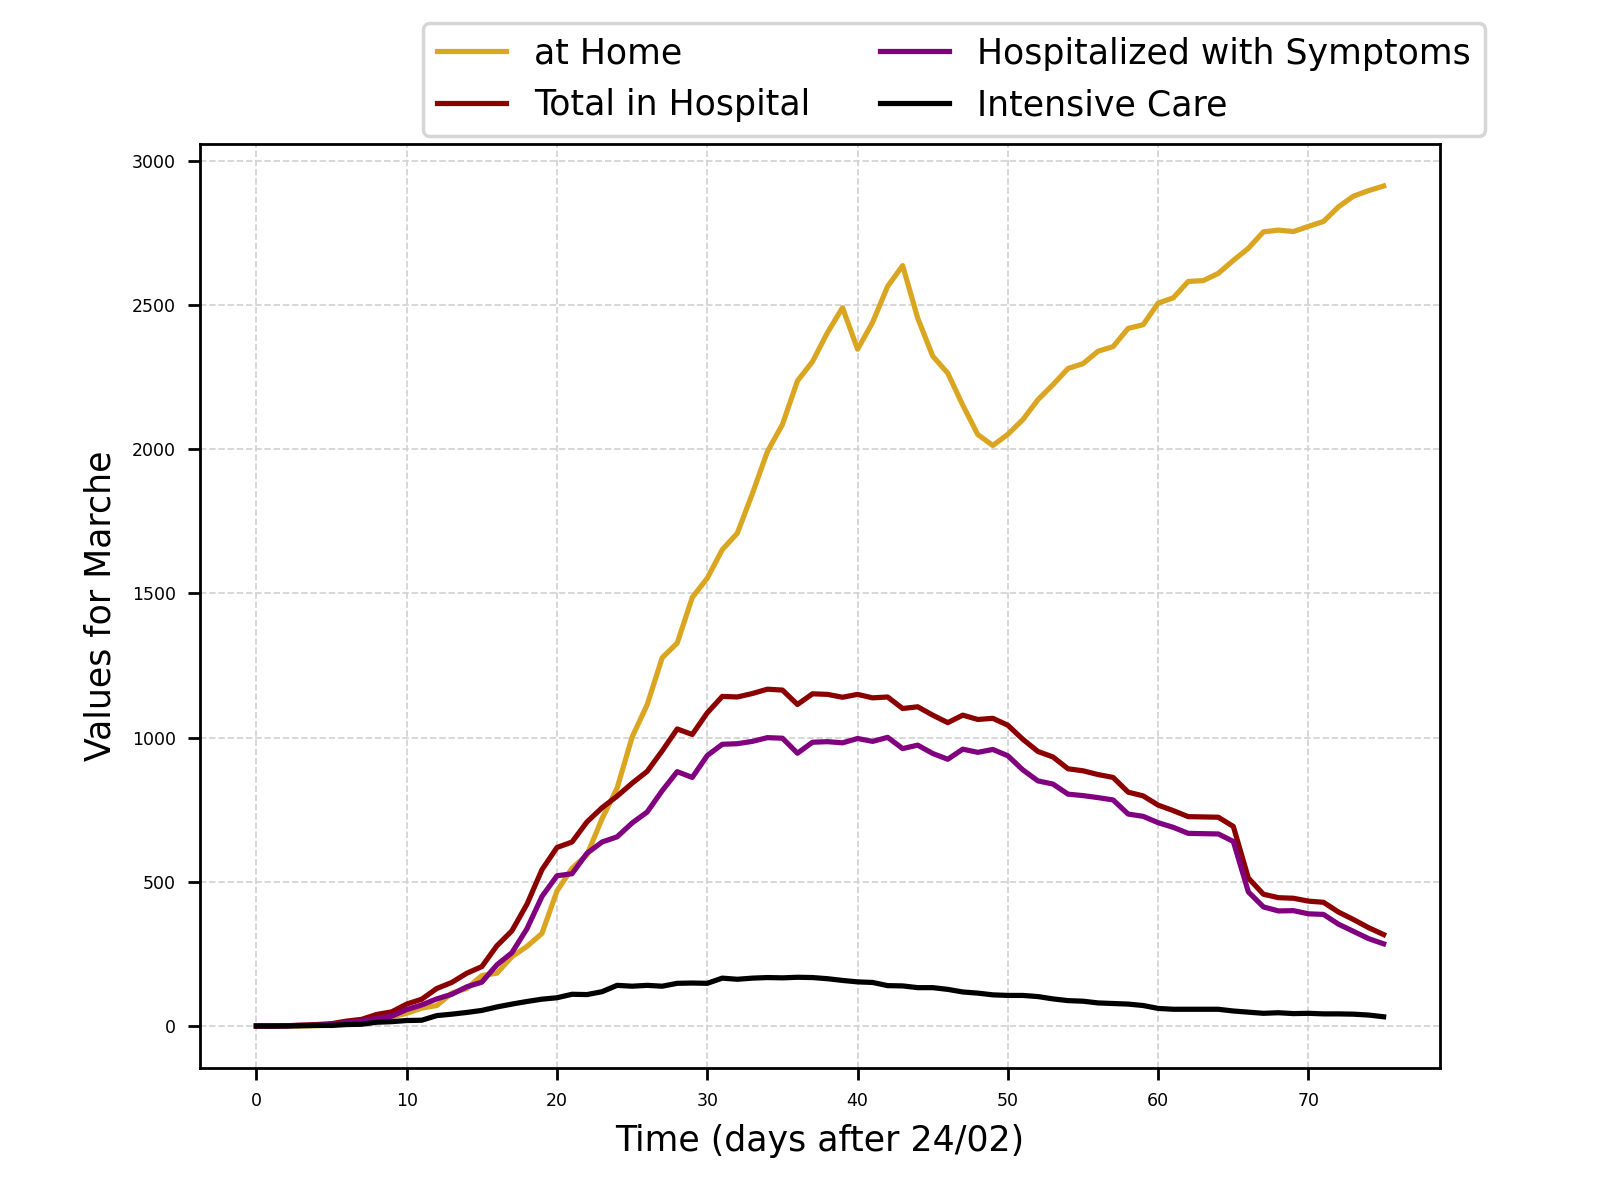 at Home
Total in Hospital
Hospitalized with Symptoms
Intensive Care
3000
2500
2000
1500
1000
500
0
Values for Marche
0 10 20 30 40 50 60 70
Time (days after 24/02)